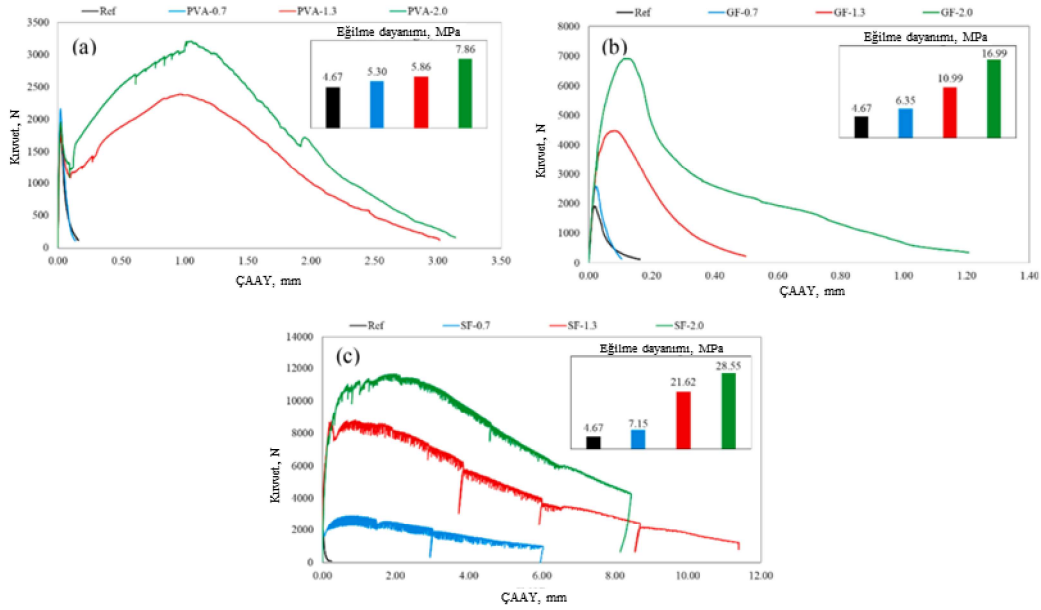 Ref PVA-0.7 PVA-1.3 PVA-2.0
(a)
Eğilme dayanımı, MPa
4.67 5.30 5.86 7.86
Kuvvet, N
3500
3000
2500
2000
1500
1000
500
0
0.00 0.50 1.00 1.50 2.00 2.50 3.00 3.50
ÇAAY, mm
Ref GF-0.7 GF-1.3 GF-2.0
(b)
Eğilme dayanımı, MPa
4.67 6.35 10.99 16.99
Kuvvet, N
8000
7000
6000
5000
4000
3000
2000
1000
0
0.00 0.20 0.40 0.60 0.80 1.00 1.20 1.40
ÇAAY, mm
Ref SF-0.7 SF-1.3 SF-2.0
(c)
Eğilme dayanımı, MPa
4.67 7.15 21.62 28.55
Kuvvet, N
14000
12000
10000
8000
6000
4000
2000
0
0.00 2.00 4.00 6.00 8.00 10.00 12.00
ÇAAY, mm